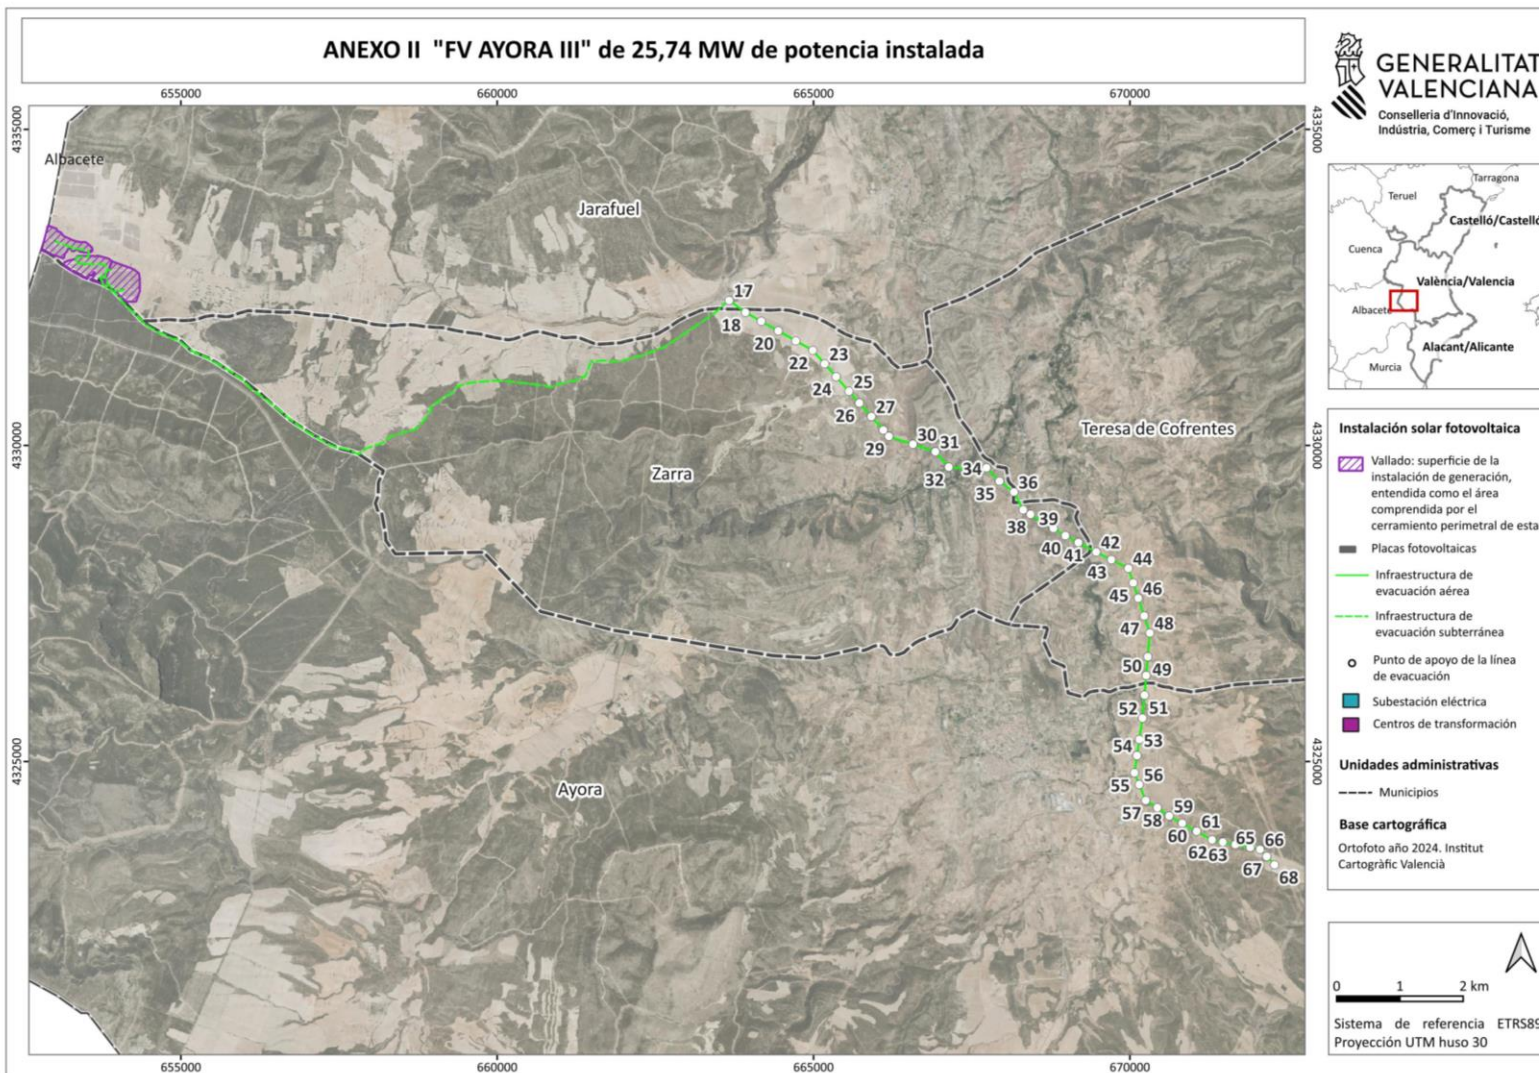 ANEXO II "FV AYORA III" de 25,74 MW de potencia instalada
655000
660000
665000
670000
4335000
4330000
4325000
4335000
4330000
4325000
Albacete
Jarafuel
Teresa de Cofrentes
Zarra
Ayora
17
18
20
22
23
24
25
26
27
29
30
31
32
34
35
36
38
39
40
41
42
43
44
45
46
47
48
49
50
51
52
53
54
55
56
57
58
59
60
61
62
63
65
66
67
68
655000
660000
665000
670000
GENERALITAT
VALENCIANA
Conselleria d'Innovació,
Indústria, Comerç i Turisme
Tarragona
Teruel
Castelló/Castelló
Cuenca
València/Valencia
Albacete
Alacant/Alicante
Murcia
Instalación solar fotovoltaica
Vallado: superficie de la
instalación de generación,
entendida como el área
comprendida por el
cerramiento perimetral de esta
Placas fotovoltaicas
Infraestructura de
evacuación aérea
Infraestructura de
evacuación subterránea
Punto de apoyo de la línea
de evacuación
Subestación eléctrica
Centros de transformación
Unidades administrativas
Municipios
Base cartográfica
Ortofoto año 2024. Institut
Cartogràfic Valencià
0 1 2 km
Sistema de referencia ETRS89
Proyección UTM huso 30